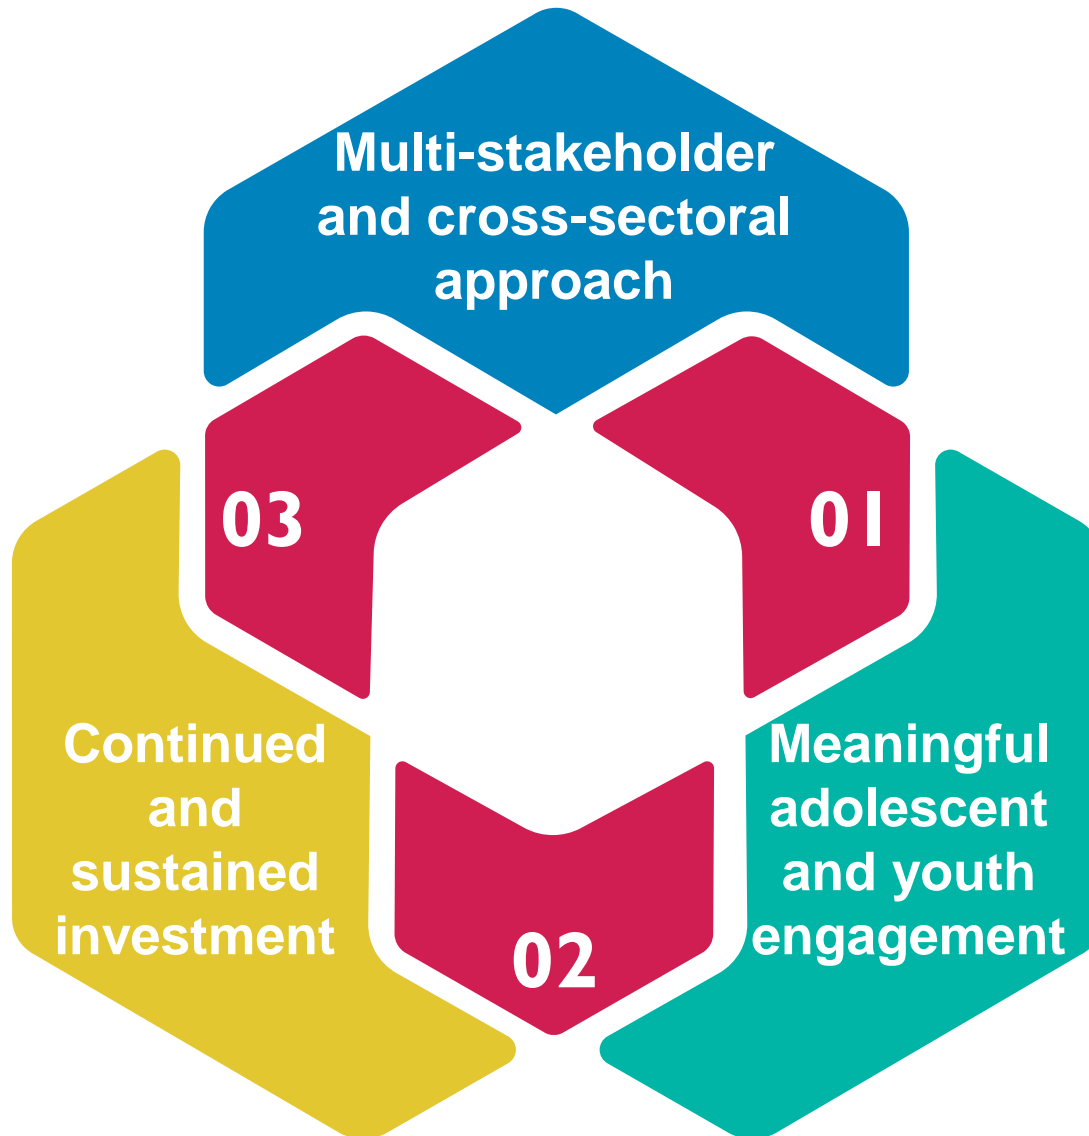 Multi-stakeholder
and cross-sectoral
approach
03
01
Continued
and
sustained
investment
Meaningful
adolescent
and youth
engagement
02